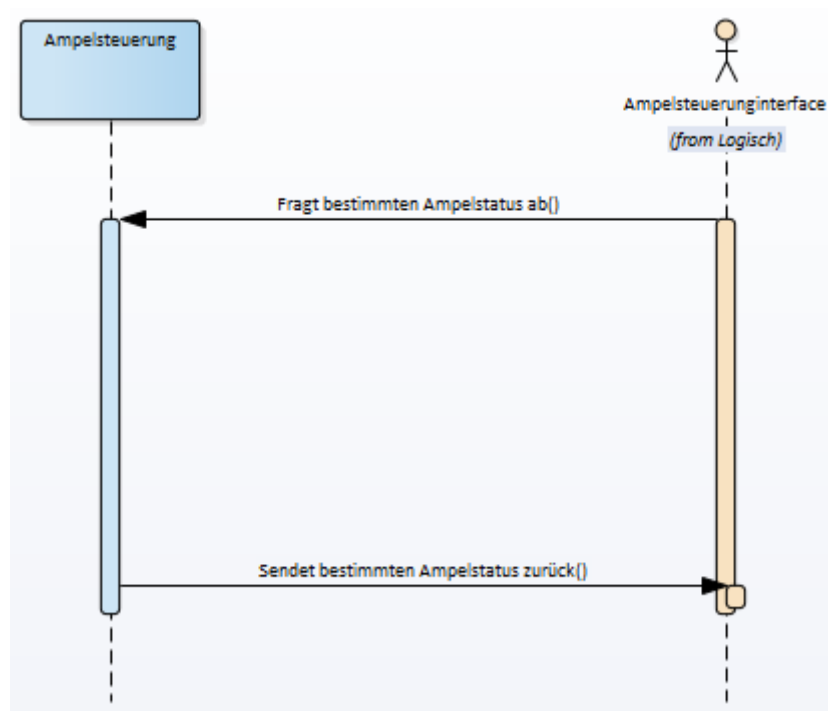 Ampelsteuerung
Ampelsteuerunginterface
(from Logisch)
Fragt bestimmten Ampelstatus ab()
Sendet bestimmten Ampelstatus zurück()